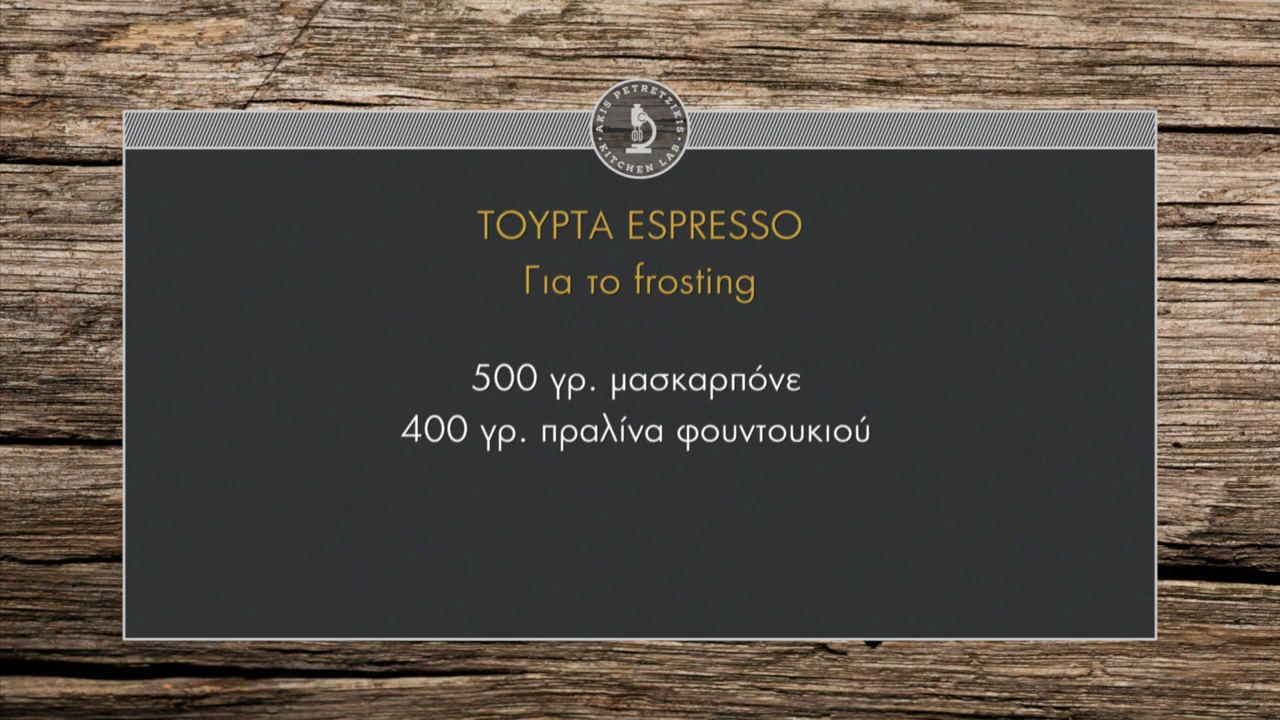 AKIS PETRETZIKIS
KITCHEN LAB
ΤΟΥΡΤΑ ESPRESSO
Για το frosting
500 γρ. μασκαρπόνε
400 γρ. πραλίνα φουντουκιού